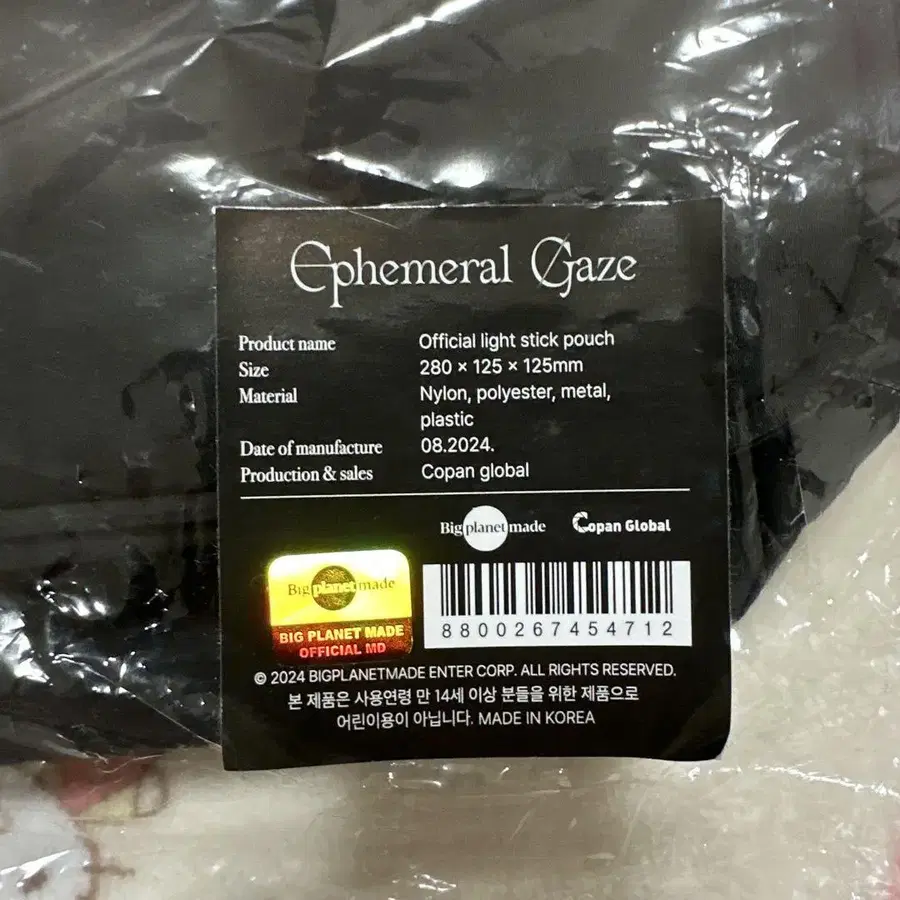 Ephemeral Gaze
Product name Official light stick pouch
Size 280 × 125 × 125mm
Material Nylon, polyester, metal,
plastic
Date of manufacture 08.2024.
Production & sales Copan global
Big planet made Copan Global
Big planet made
BIG PLANET MADE
OFFICIAL MD
8800267454712
© 2024 BIGPLANETMADE ENTER CORP. ALL RIGHTS RESERVED.
본 제품은 사용연령 만 14세 이상 분들을 위한 제품으로
어린이용이 아닙니다. MADE IN KOREA